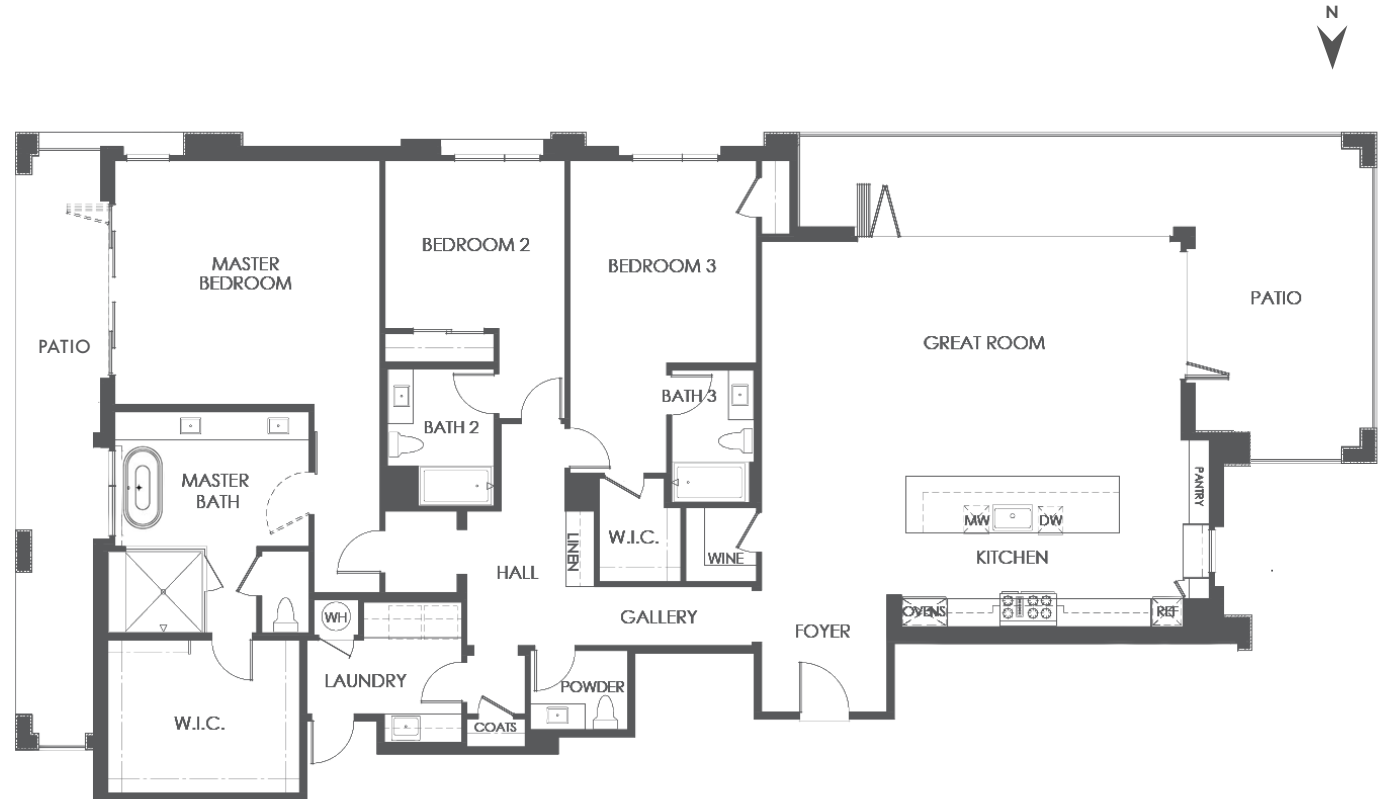 N
MASTER
BEDROOM
BEDROOM 2
BEDROOM 3
PATIO
GREAT ROOM
PATIO
BATH 3
BATH 2
MASTER
BATH
PANTRY
MW
DW
KITCHEN
LINEN
W.I.C.
WINE
HALL
OVENS
REF
WH
GALLERY
FOYER
LAUNDRY
POWDER
W.I.C.
COATS